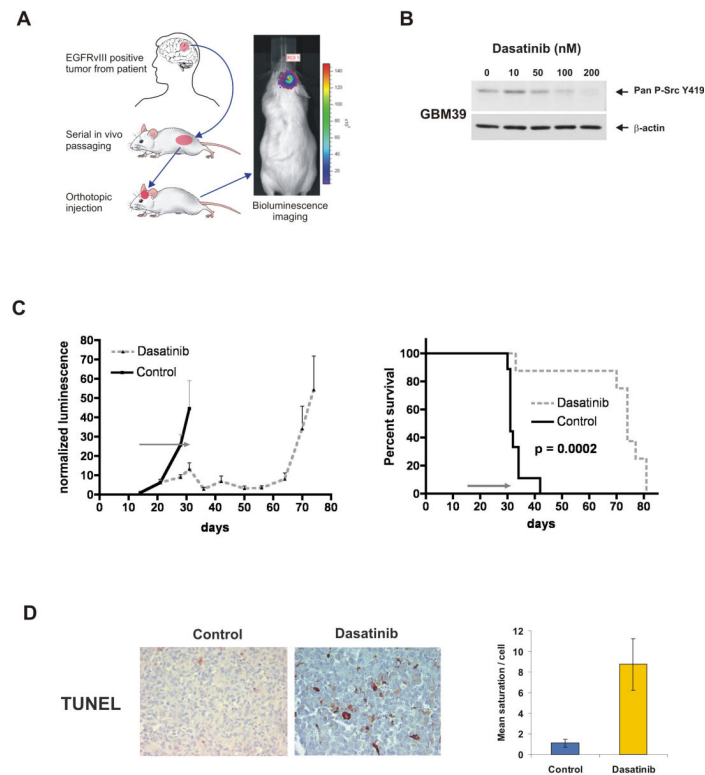 A
EGFRvIII positive
tumor from patient
Serial in vivo
passaging
Orthotopic
injection
140
120
100
80
60
40
20
0
Bioluminescence
imaging
B
Dasatinib (nM)
0 10 50 100 200
GBM39
Pan P-Src Y419
β-actin
C
normalized luminescence
80
70
60
50
40
30
20
10
0
Dasatinib
Control
0 10 20 30 40 50 60 70 80
days
Percent survival
100
80
60
40
20
0
Dasatinib
Control
p = 0.0002
0 10 20 30 40 50 60 70 80
days
D
TUNEL
Control
Dasatinib
Mean saturation / cell
12
10
8
6
4
2
0
Control Dasatinib